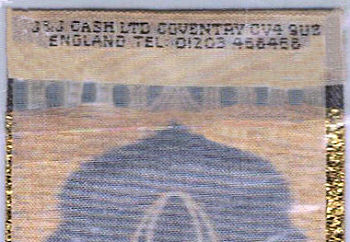 J&J CASH LTD COVENTRY CV4 9UZ
ENGLAND TEL 01203 466466